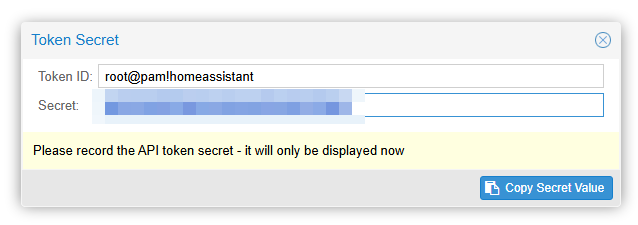 Token Secret
Token ID: root@pam!homeassistant
Secret:
Please record the API token secret - it will only be displayed now
Copy Secret Value